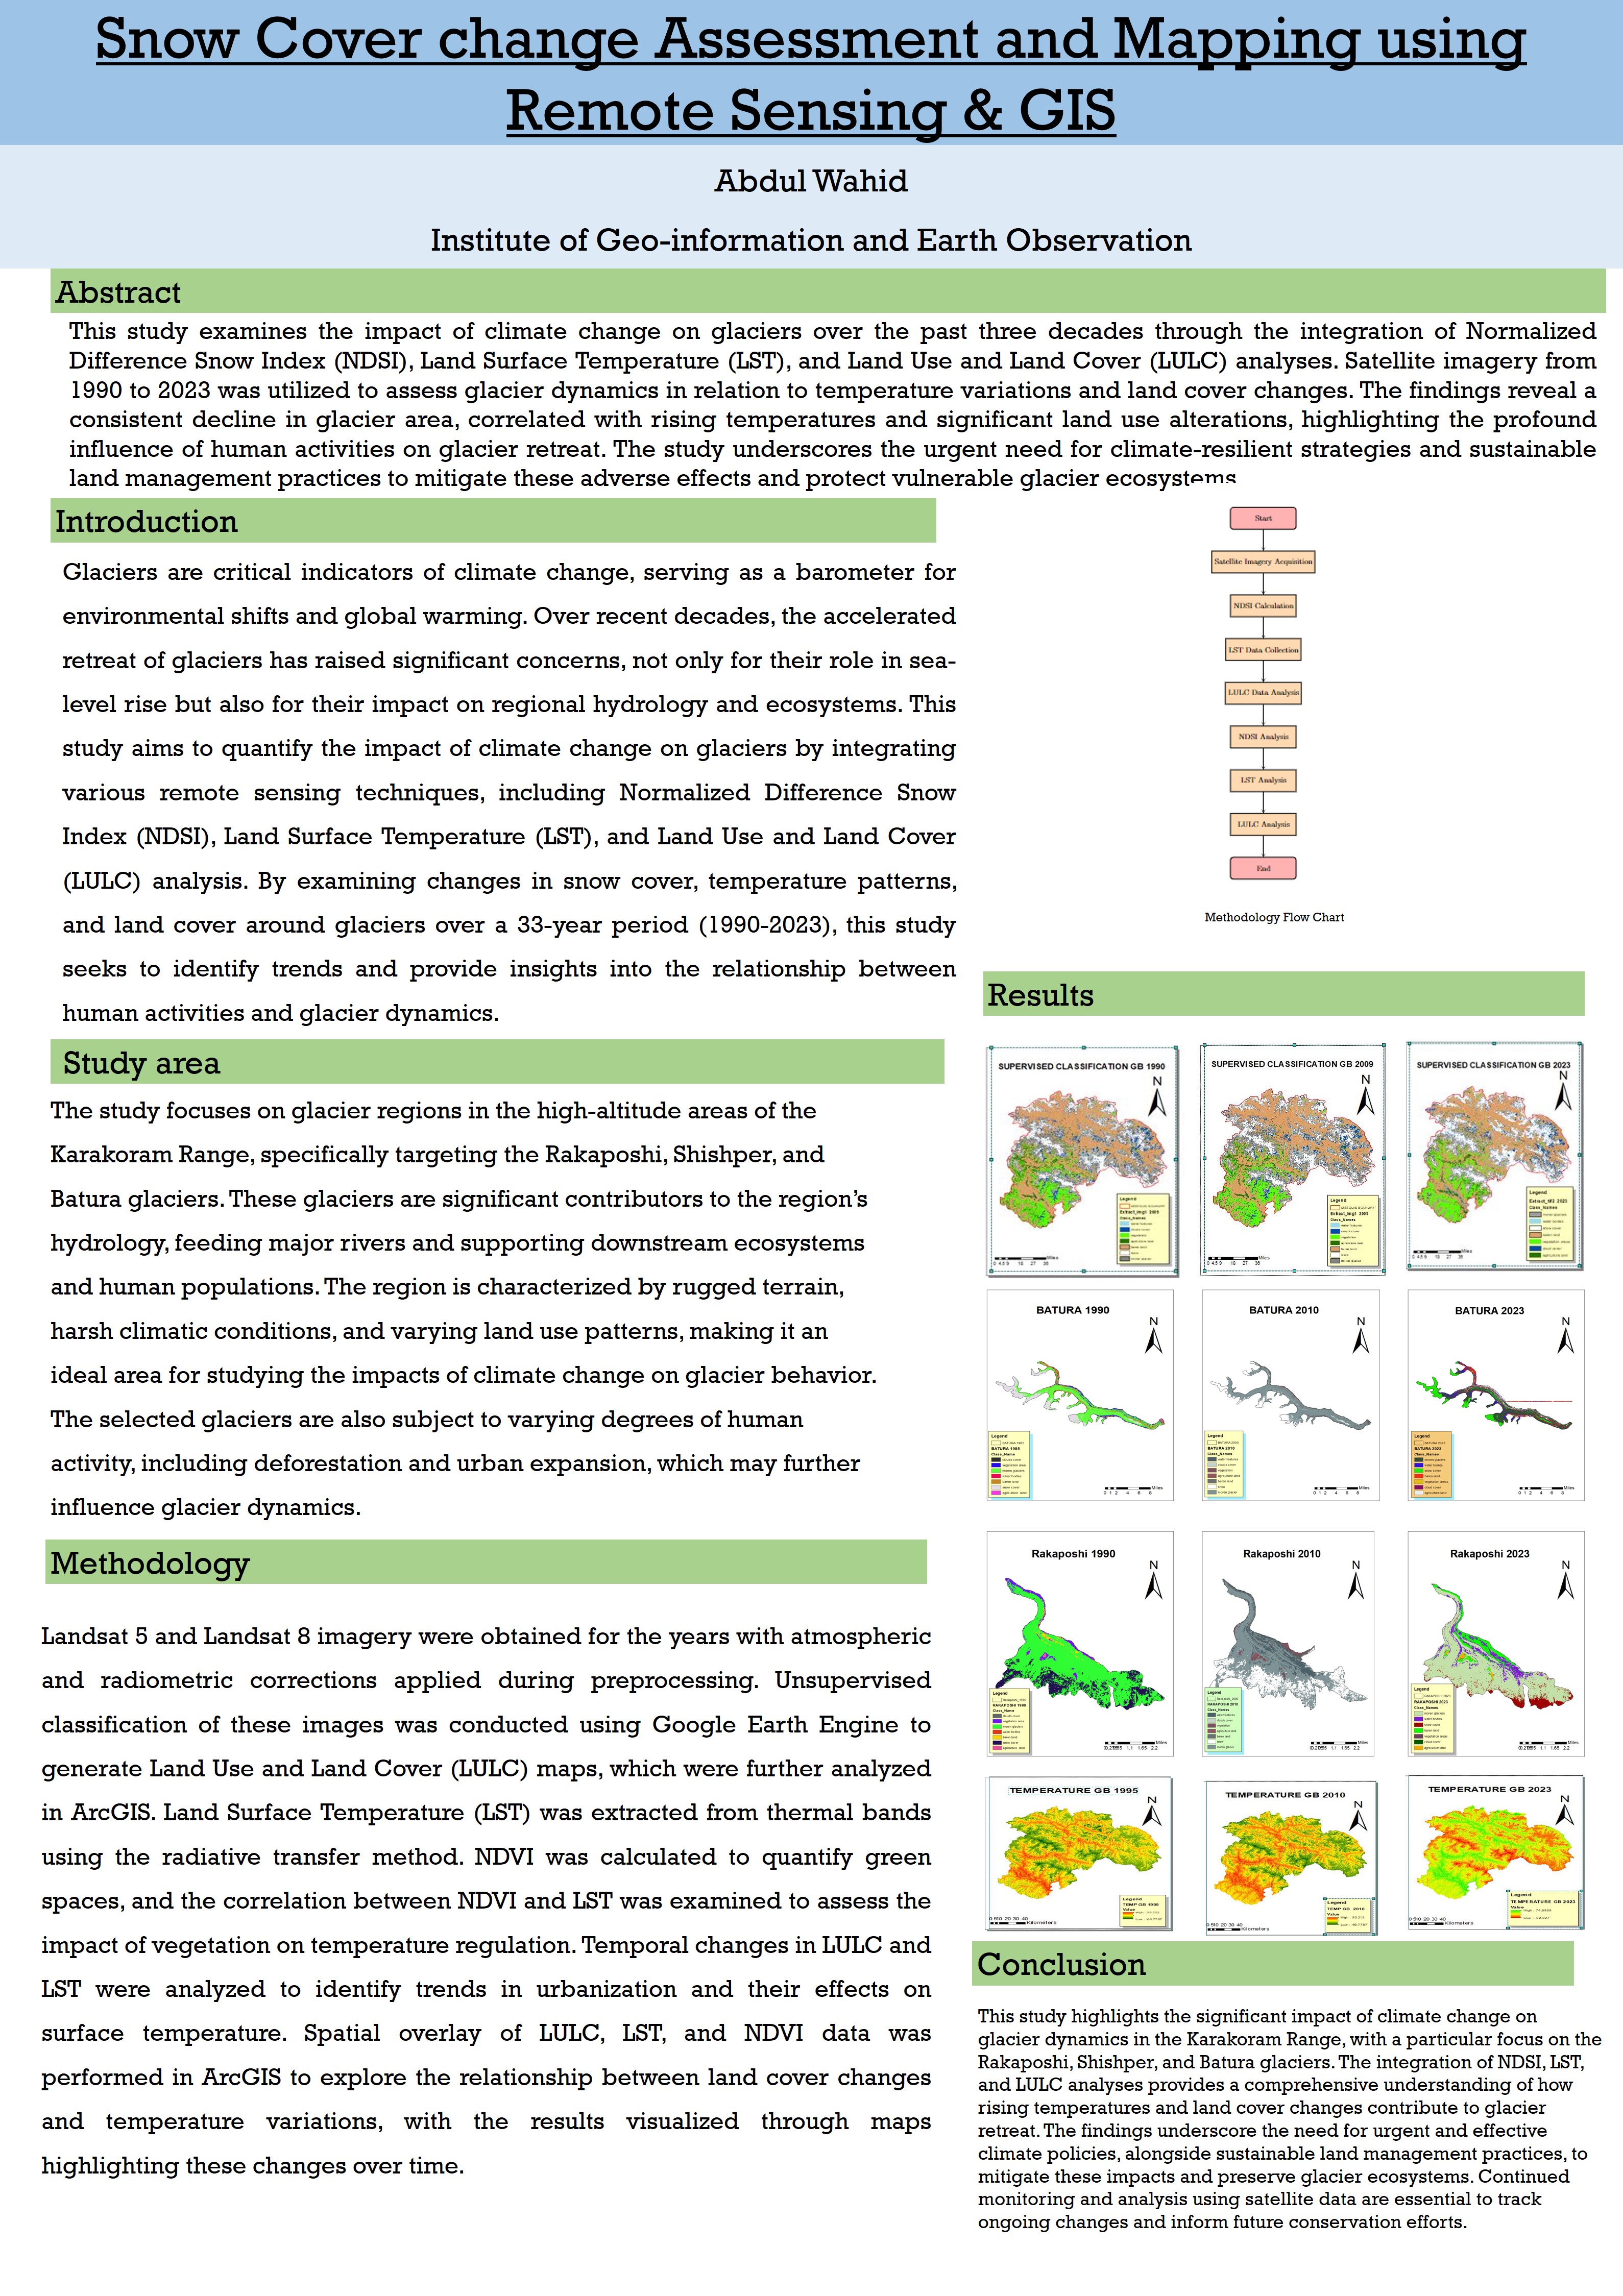 Snow Cover change Assessment and Mapping using
Remote Sensing & GIS
Abdul Wahid
Institute of Geo-information and Earth Observation
Abstract
This study examines the impact of climate change on glaciers over the past three decades through the integration of Normalized
Difference Snow Index (NDSI), Land Surface Temperature (LST), and Land Use and Land Cover (LULC) analyses. Satellite imagery from
1990 to 2023 was utilized to assess glacier dynamics in relation to temperature variations and land cover changes. The findings reveal a
consistent decline in glacier area, correlated with rising temperatures and significant land use alterations, highlighting the profound
influence of human activities on glacier retreat. The study underscores the urgent need for climate-resilient strategies and sustainable
land management practices to mitigate these adverse effects and protect vulnerable glacier ecosystems
Introduction
Glaciers are critical indicators of climate change, serving as a barometer for
environmental shifts and global warming. Over recent decades, the accelerated
retreat of glaciers has raised significant concerns, not only for their role in sea-
level rise but also for their impact on regional hydrology and ecosystems. This
study aims to quantify the impact of climate change on glaciers by integrating
various remote sensing techniques, including Normalized Difference Snow
Index (NDSI), Land Surface Temperature (LST), and Land Use and Land Cover
(LULC) analysis. By examining changes in snow cover, temperature patterns,
and land cover around glaciers over a 33-year period (1990-2023), this study
seeks to identify trends and provide insights into the relationship between
human activities and glacier dynamics.
Study area
The study focuses on glacier regions in the high-altitude areas of the
Karakoram Range, specifically targeting the Rakaposhi, Shishper, and
Batura glaciers. These glaciers are significant contributors to the region's
hydrology, feeding major rivers and supporting downstream ecosystems
and human populations. The region is characterized by rugged terrain,
harsh climatic conditions, and varying land use patterns, making it an
ideal area for studying the impacts of climate change on glacier behavior.
The selected glaciers are also subject to varying degrees of human
activity, including deforestation and urban expansion, which may further
influence glacier dynamics.
Methodology
Landsat 5 and Landsat 8 imagery were obtained for the years with atmospheric
and radiometric corrections applied during preprocessing. Unsupervised
classification of these images was conducted using Google Earth Engine to
generate Land Use and Land Cover (LULC) maps, which were further analyzed
in ArcGIS. Land Surface Temperature (LST) was extracted from thermal bands
using the radiative transfer method. NDVI was calculated to quantify green
spaces, and the correlation between NDVI and LST was examined to assess the
impact of vegetation on temperature regulation. Temporal changes in LULC and
LST were analyzed to identify trends in urbanization and their effects on
surface temperature. Spatial overlay of LULC, LST, and NDVI data was
performed in ArcGIS to explore the relationship between land cover changes
and temperature variations, with the results visualized through maps
highlighting these changes over time.
Start
Satellite Imagery Acquisition
NDSI Calculation
LST Data Collection
LULC Data Analysis
NDSI Analysis
LST Analysis
LULC Analysis
End
Methodology Flow Chart
Results
SUPERVISED CLASSIFICATION GB 1990
N
Legend
Miles
SUPERVISED CLASSIFICATION GB 2009
N
Legend
Miles
SUPERVISED CLASSIFICATION GB 2023
N
Legend
Miles
BATURA 1990
N
Legend
Miles
BATURA 2010
N
Legend
Miles
BATURA 2023
N
Legend
Miles
Rakaposhi 1990
N
Legend
Miles
Rakaposhi 2010
N
Legend
Miles
Rakaposhi 2023
N
Legend
Miles
TEMPERATURE GB 1995
N
Legend
Kilometers
TEMPERATURE GB 2010
N
Legend
Kilometers
TEMPERATURE GB 2023
N
Legend
Kilometers
Conclusion
This study highlights the significant impact of climate change on
glacier dynamics in the Karakoram Range, with a particular focus on the
Rakaposhi, Shishper, and Batura glaciers. The integration of NDSI, LST,
and LULC analyses provides a comprehensive understanding of how
rising temperatures and land cover changes contribute to glacier
retreat. The findings underscore the need for urgent and effective
climate policies, alongside sustainable land management practices, to
mitigate these impacts and preserve glacier ecosystems. Continued
monitoring and analysis using satellite data are essential to track
ongoing changes and inform future conservation efforts.